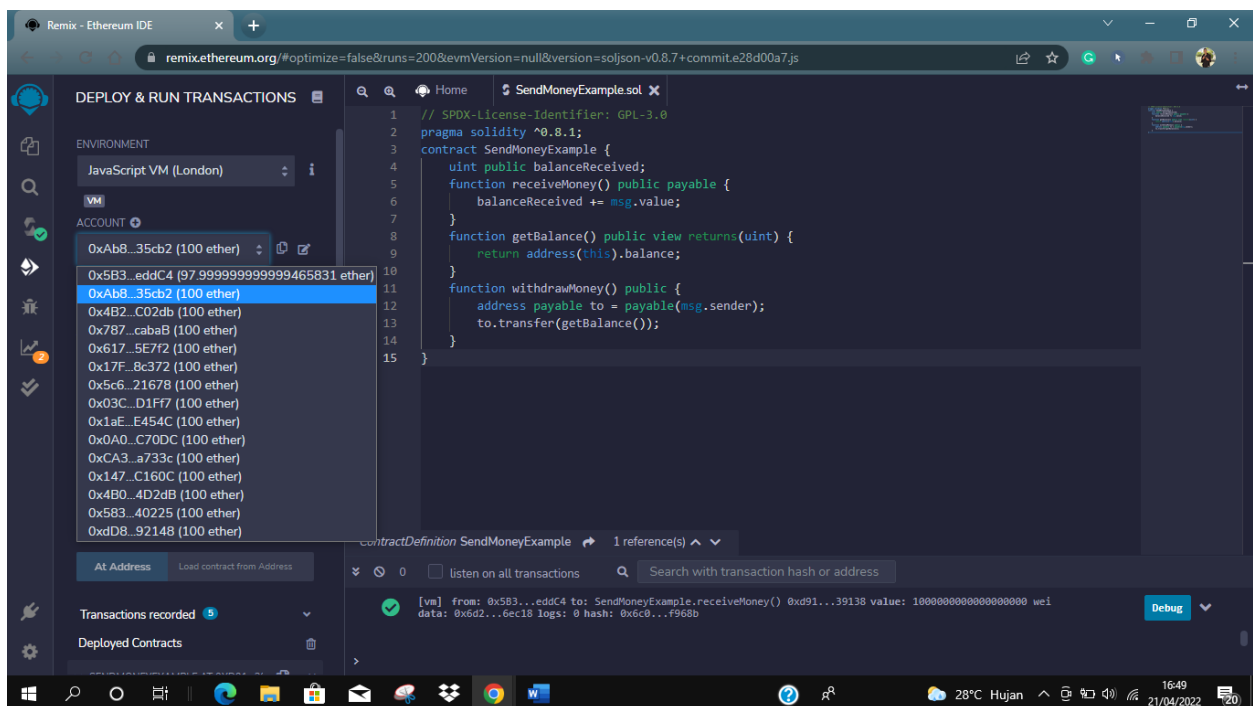 Remix - Ethereum IDE
remix.ethereum.org/#optimize=false&runs=200&evmVersion=null&version=soljson-v0.8.7+commit.e28d00a7.js
DEPLOY & RUN TRANSACTIONS
ENVIRONMENT
JavaScript VM (London)
VM
ACCOUNT
0xAb8...35cb2 (100 ether)
0x5B3...eddC4 (97.999999999999465831 ether)
0xAb8...35cb2 (100 ether)
0x4B2...C02db (100 ether)
0x787...cabaB (100 ether)
0x617...5E7f2 (100 ether)
0x17F...8c372 (100 ether)
0x5c6...21678 (100 ether)
0x03C...D1Ff7 (100 ether)
0x1aE...E454C (100 ether)
0x0A0...C70DC (100 ether)
0xCA3...a733c (100 ether)
0x147...C160C (100 ether)
0x4B0...4D2dB (100 ether)
0x583...40225 (100 ether)
0xdD8...92148 (100 ether)
At Address Load contract from Address
Transactions recorded 5
Deployed Contracts
2
Home SendMoneyExample.sol
1 // SPDX-License-Identifier: GPL-3.0
2 pragma solidity ^0.8.1;
3 contract SendMoneyExample {
4 uint public balanceReceived;
5 function receiveMoney() public payable {
6 balanceReceived += msg.value;
7 }
8 function getBalance() public view returns(uint) {
9 return address(this).balance;
10 }
11 function withdrawMoney() public {
12 address payable to = payable(msg.sender);
13 to.transfer(getBalance());
14 }
15 }
ContractDefinition SendMoneyExample 1 reference(s)
0 listen on all transactions Search with transaction hash or address
[vm] from: 0x5B3...eddC4 to: SendMoneyExample.receiveMoney() 0xd91...39138 value: 1000000000000000000 wei
data: 0x6d2...6ec18 logs: 0 hash: 0x6c0...f968b
Debug
>
28°C Hujan
16:49
21/04/2022
20